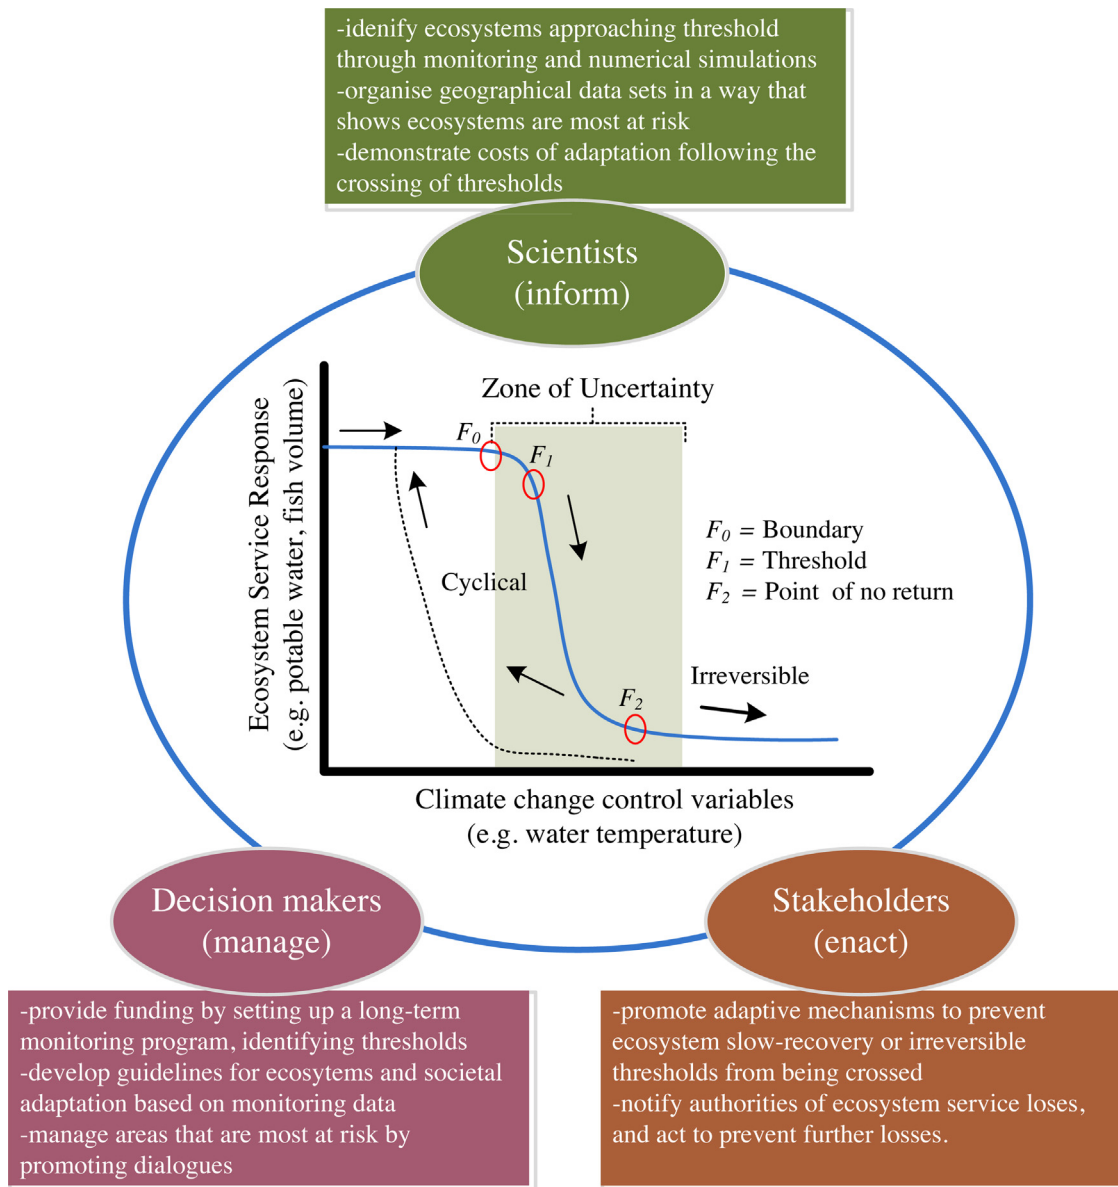 -idenify ecosystems approaching threshold
through monitoring and numerical simulations
-organise geographical data sets in a way that
shows ecosystems are most at risk
-demonstrate costs of adaptation following the
crossing of thresholds
Scientists
(inform)
Ecosystem Service Response
(e.g. potable water, fish volume)
Zone of Uncertainty
F0
F1
Cyclical
F0 = Boundary
F1 = Threshold
F2 = Point of no return
Irreversible
F2
Climate change control variables
(e.g. water temperature)
Decision makers
(manage)
-provide funding by setting up a long-term
monitoring program, identifying thresholds
-develop guidelines for ecosytems and societal
adaptation based on monitoring data
-manage areas that are most at risk by
promoting dialogues
Stakeholders
(enact)
-promote adaptive mechanisms to prevent
ecosystem slow-recovery or irreversible
thresholds from being crossed
-notify authorities of ecosystem service loses,
and act to prevent further losses.